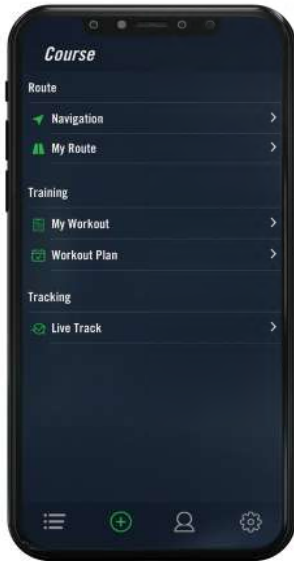 Course
Route
Navigation
My Route
Training
My Workout
Workout Plan
Tracking
Live Track